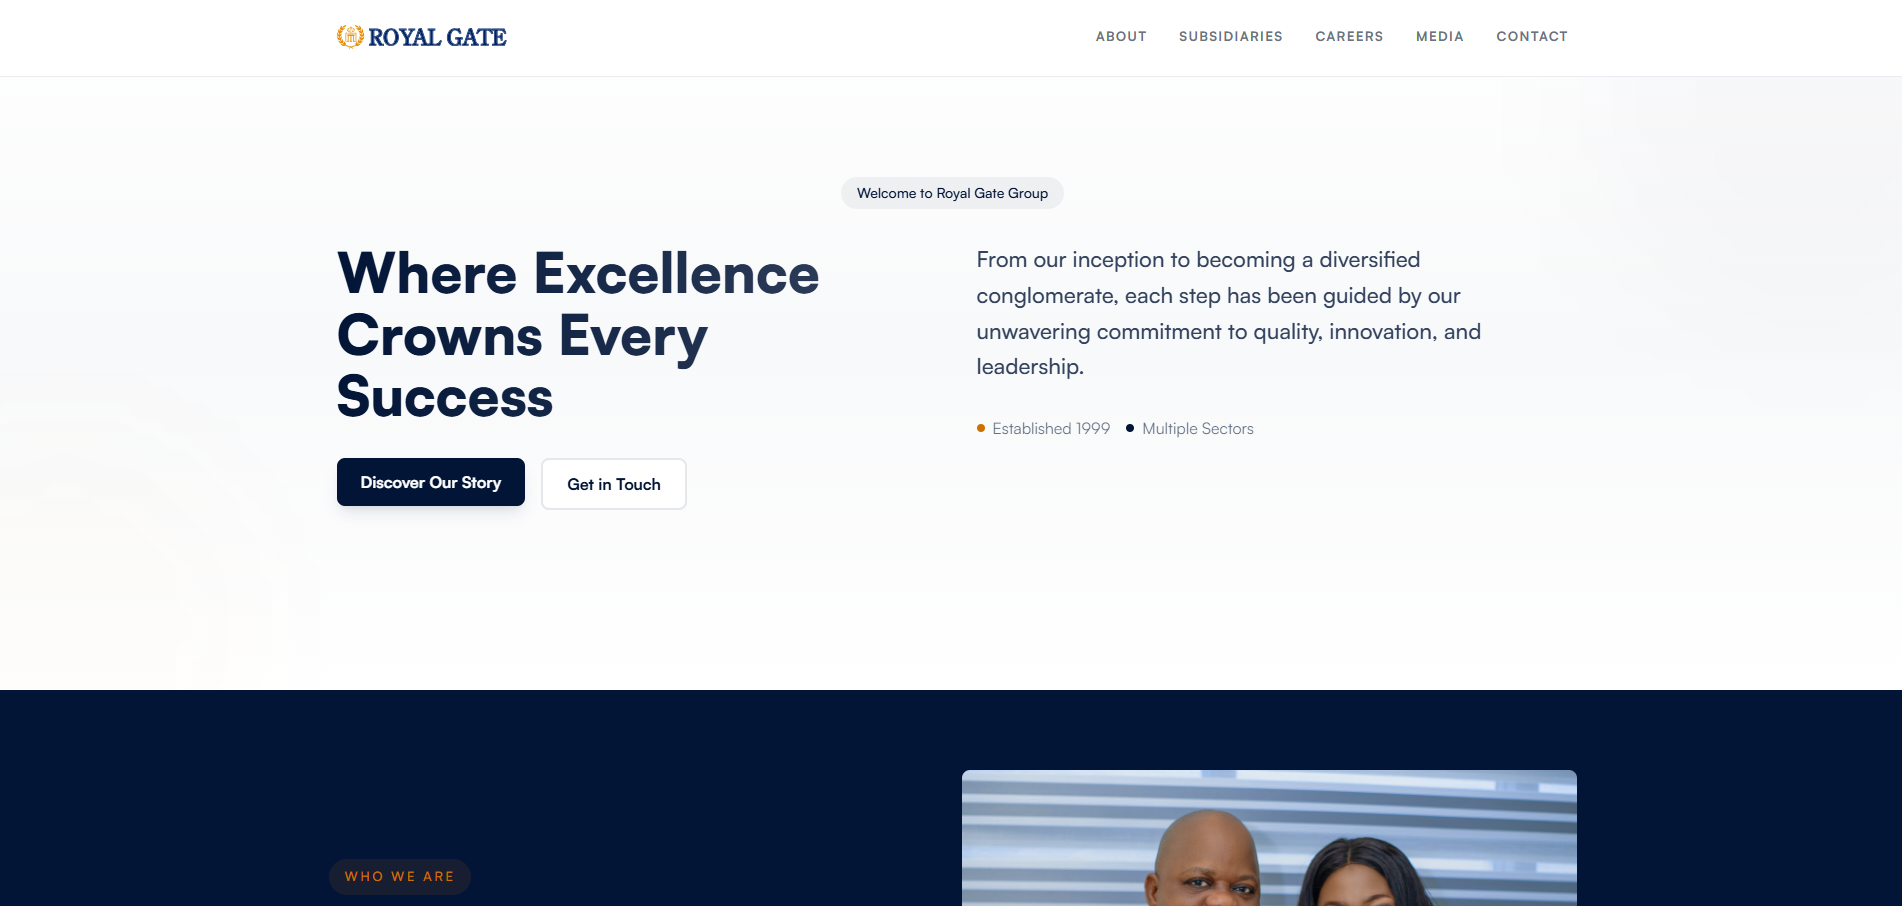 ROYAL GATE
ABOUT
SUBSIDIARIES
CAREERS
MEDIA
CONTACT
Welcome to Royal Gate Group
Where Excellence
Crowns Every
Success
Discover Our Story
Get in Touch
From our inception to becoming a diversified
conglomerate, each step has been guided by our
unwavering commitment to quality, innovation, and
leadership.
Established 1999
Multiple Sectors
WHO WE ARE